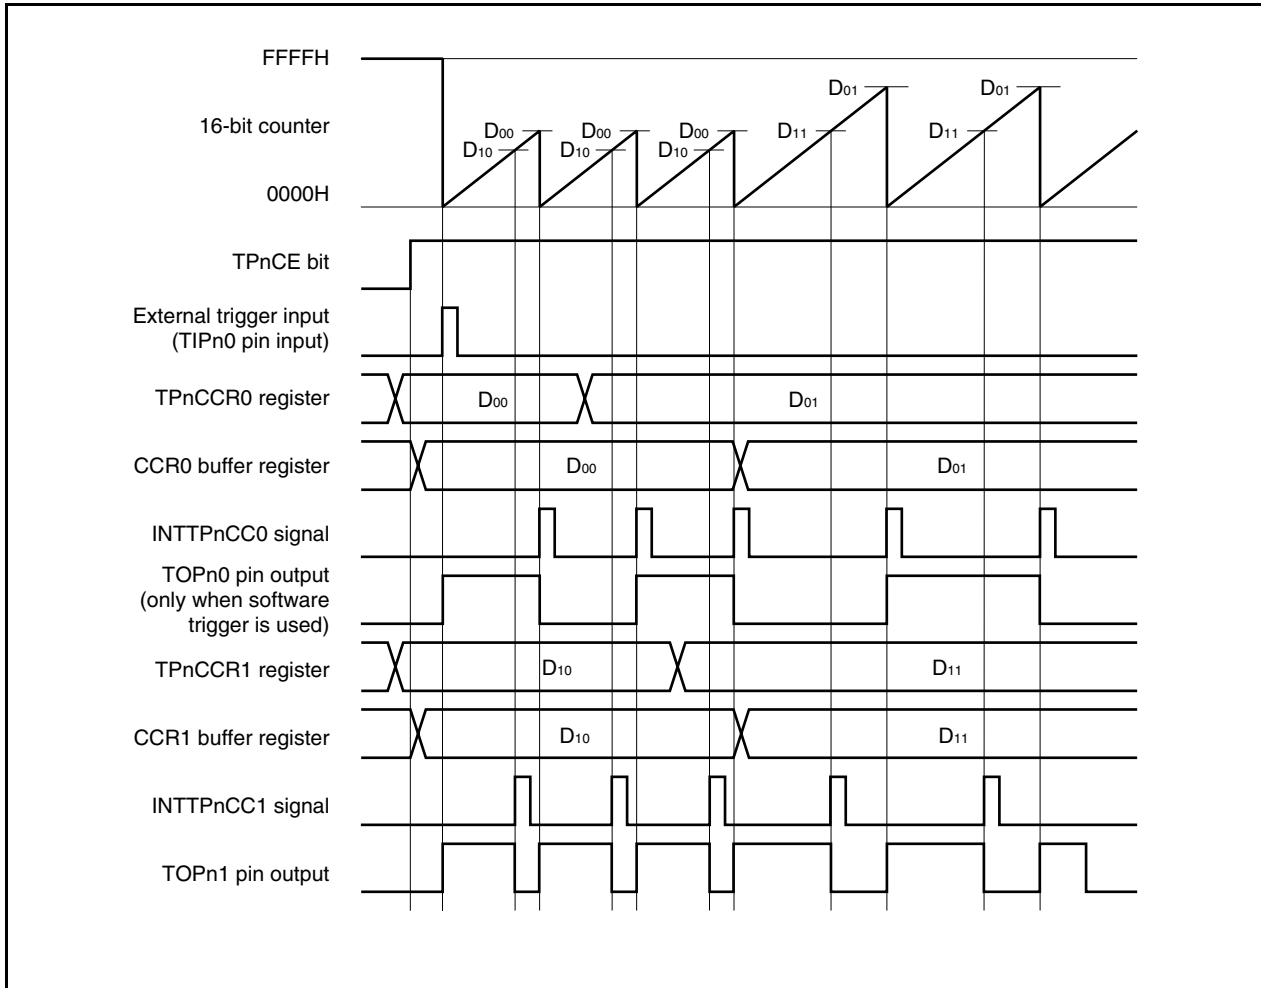 FFFFH
D01
D01
16-bit counter
D00
D00
D00
D11
D11
D10
D10
D10
0000H
TPnCE bit
External trigger input
(TIPn0 pin input)
TPnCCR0 register
D00
D01
CCR0 buffer register
D00
D01
INTTPnCC0 signal
TOPn0 pin output
(only when software
trigger is used)
TPnCCR1 register
D10
D11
CCR1 buffer register
D10
D11
INTTPnCC1 signal
TOPn1 pin output